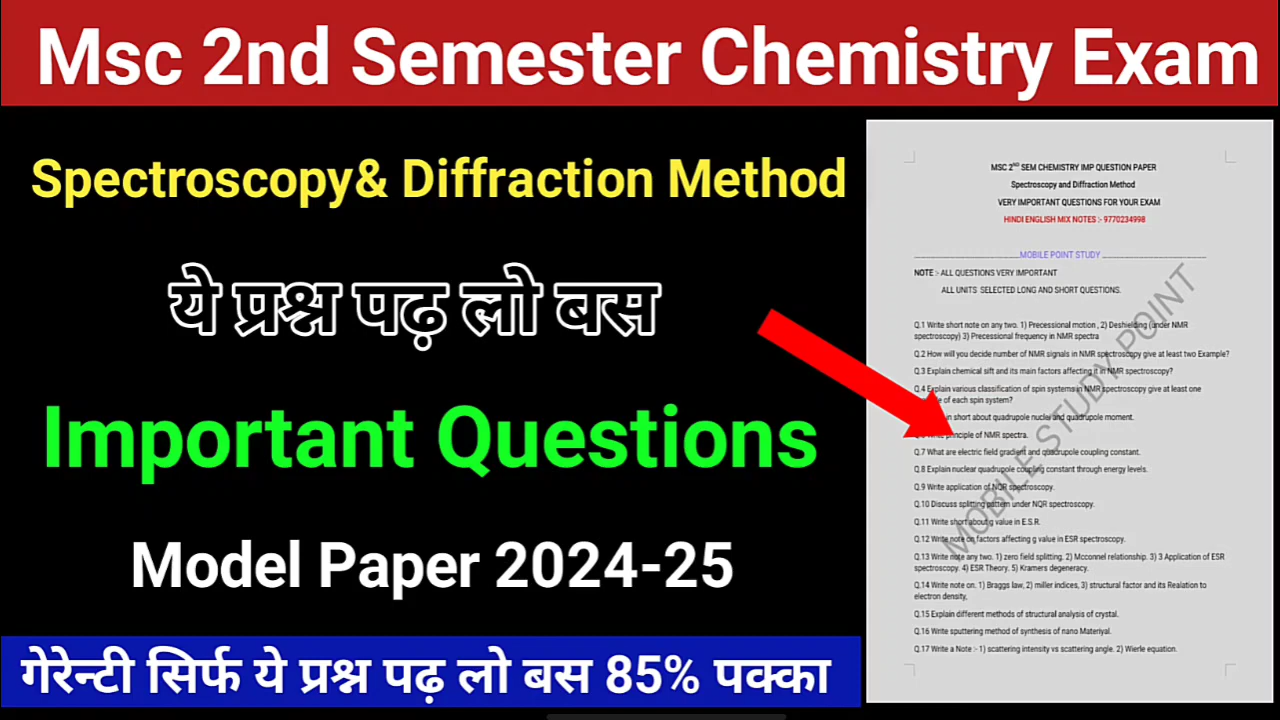 Msc 2nd Semester Chemistry Exam
Spectroscopy& Diffraction Method
ये प्रश्न पढ़ लो बस
Important Questions
Model Paper 2024-25
गेरेन्टी सिर्फ ये प्रश्न पढ़ लो बस 85% पक्का
MSC 2ND SEM CHEMISTRY IMP QUESTION PAPER
Spectroscopy and Diffraction Method
VERY IMPORTANT QUESTIONS FOR YOUR EXAM
HINDI ENGLISH MIX NOTES :- 9770234998
MOBILE POINT STUDY
NOTE :- ALL QUESTIONS VERY IMPORTANT
ALL UNITS SELECTED LONG AND SHORT QUESTIONS.
Q.1 Write short note on any two. 1) Precessional motion , 2) Deshielding (under NMR
spectroscopy) 3) Precessional frequency in NMR spectra
Q.2 How will you decide number of NMR signals in NMR spectroscopy give at least two Example?
Q.3 Explain chemical sift and its main factors affecting it in NMR spectroscopy?
Q.4 Explain various classification of spin systems in NMR spectroscopy give at least one
of each spin system?
in short about quadrupole nuclei and quadrupole moment.
principle of NMR spectra.
Q.7 What are electric field gradient and quadrupole coupling constant.
Q.8 Explain nuclear quadrupole coupling constant through energy levels.
Q.9 Write application of NQR spectroscopy.
Q.10 Discuss splitting pattern under NQR spectroscopy.
Q.11 Write short about g value in E.S.R.
Q.12 Write note on factors affecting g value in ESR spectroscopy.
Q.13 Write note any two. 1) zero field splitting. 2) Mcconnel relationship. 3) 3 Application of ESR
spectroscopy. 4) ESR Theory. 5) Kramers degeneracy.
Q.14 Write note on. 1) Braggs law, 2) miller indices, 3) structural factor and its Realation to
electron density,
Q.15 Explain different methods of structural analysis of crystal.
Q.16 Write sputtering method of synthesis of nano Materiyal.
Q.17 Write a Note :- 1) scattering intensity vs scattering angle. 2) Wierle equation.
MOBILE STUDY POINT